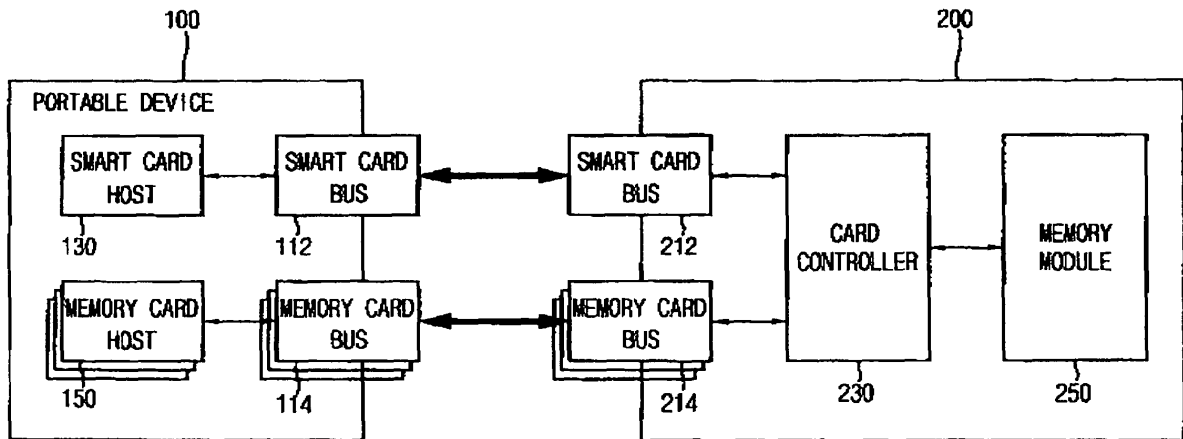 100
200
PORTABLE DEVICE
SMART CARD
HOST
SMART CARD
BUS
SMART CARD
BUS
CARD
CONTROLLER
MEMORY
MODULE
130
112
212
MEMORY CARD
HOST
MEMORY CARD
BUS
MEMORY CARD
BUS
150
114
214
230
250